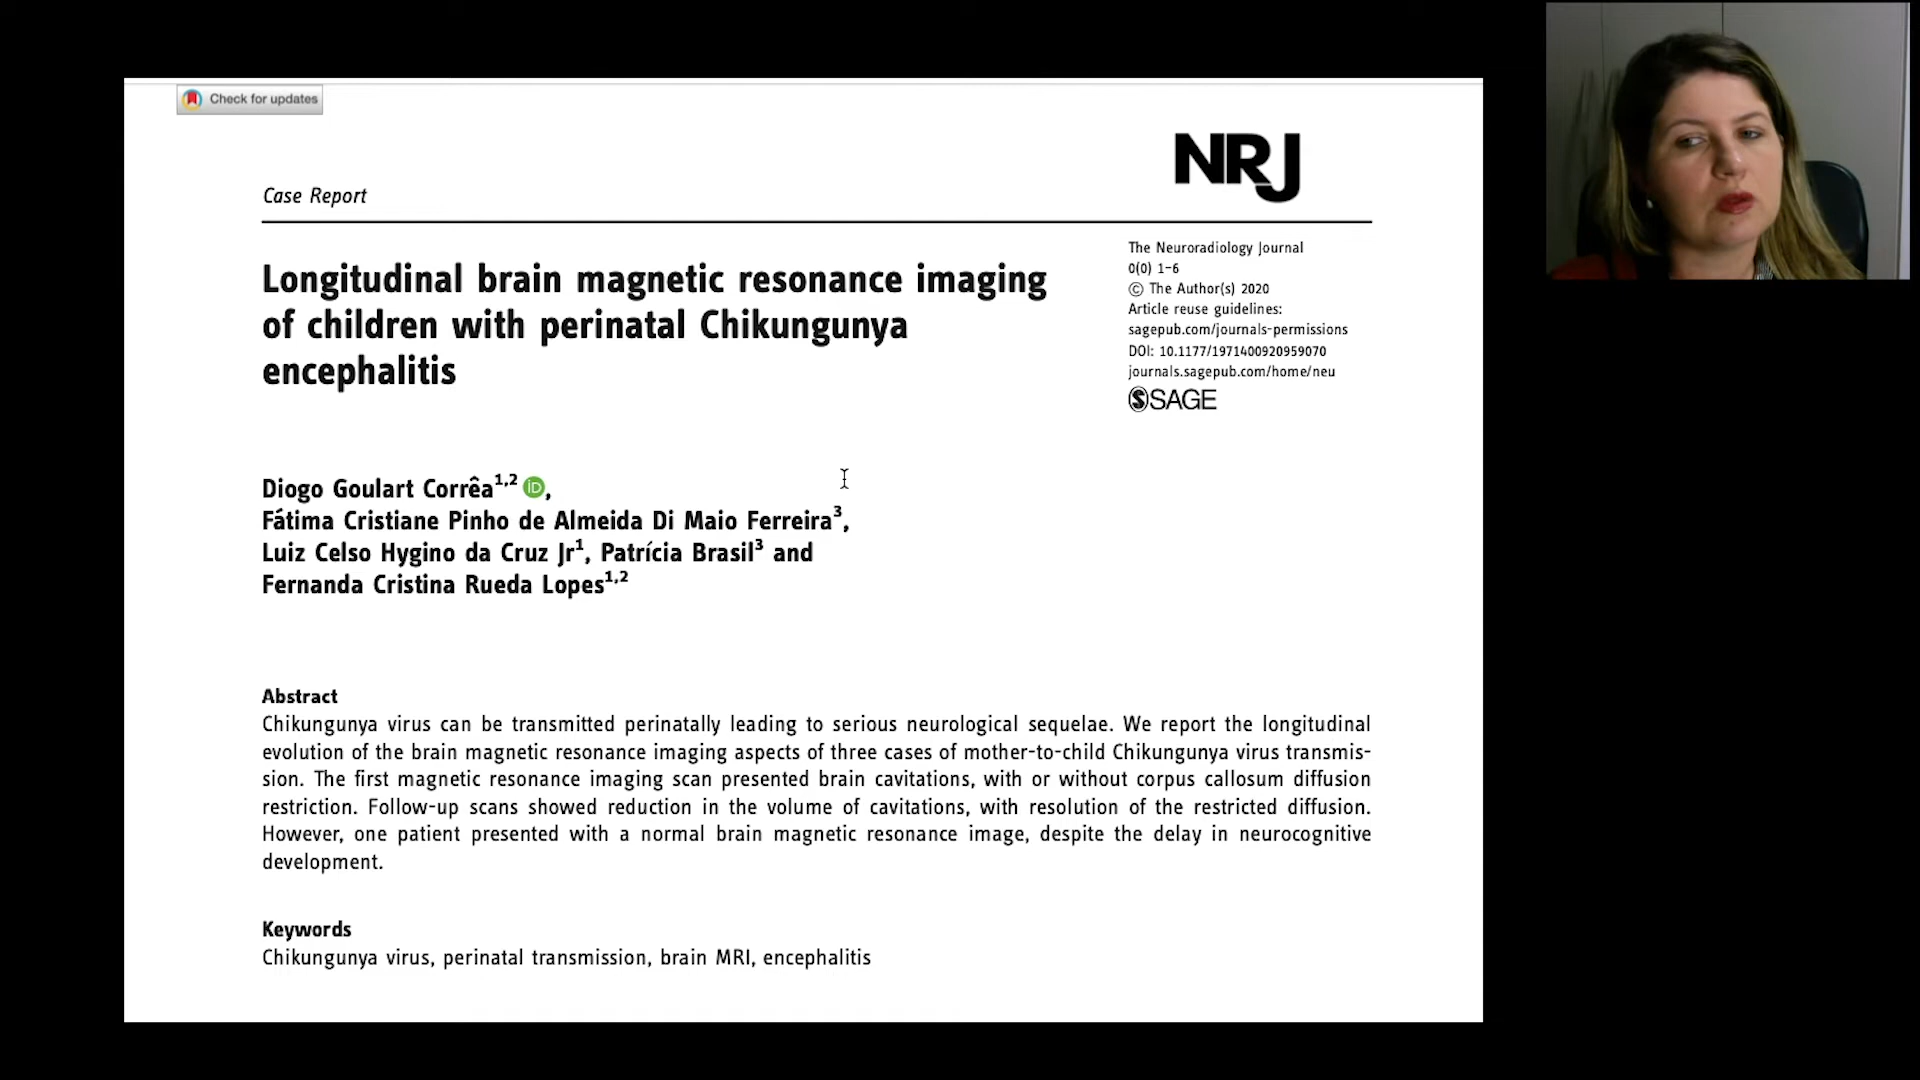 Check for updates
NRJ
Case Report
The Neuroradiology Journal
0(0) 1–6
© The Author(s) 2020
Article reuse guidelines:
sagepub.com/journals-permissions
DOI: 10.1177/1971400920959070
journals.sagepub.com/home/neu
SAGE
Longitudinal brain magnetic resonance imaging
of children with perinatal Chikungunya
encephalitis
Diogo Goulart Corrêa1,2 iD,
Fátima Cristiane Pinho de Almeida Di Maio Ferreira3,
Luiz Celso Hygino da Cruz Jr1, Patrícia Brasil3 and
Fernanda Cristina Rueda Lopes1,2
Abstract
Chikungunya virus can be transmitted perinatally leading to serious neurological sequelae. We report the longitudinal
evolution of the brain magnetic resonance imaging aspects of three cases of mother-to-child Chikungunya virus transmis-
sion. The first magnetic resonance imaging scan presented brain cavitations, with or without corpus callosum diffusion
restriction. Follow-up scans showed reduction in the volume of cavitations, with resolution of the restricted diffusion.
However, one patient presented with a normal brain magnetic resonance image, despite the delay in neurocognitive
development.
Keywords
Chikungunya virus, perinatal transmission, brain MRI, encephalitis